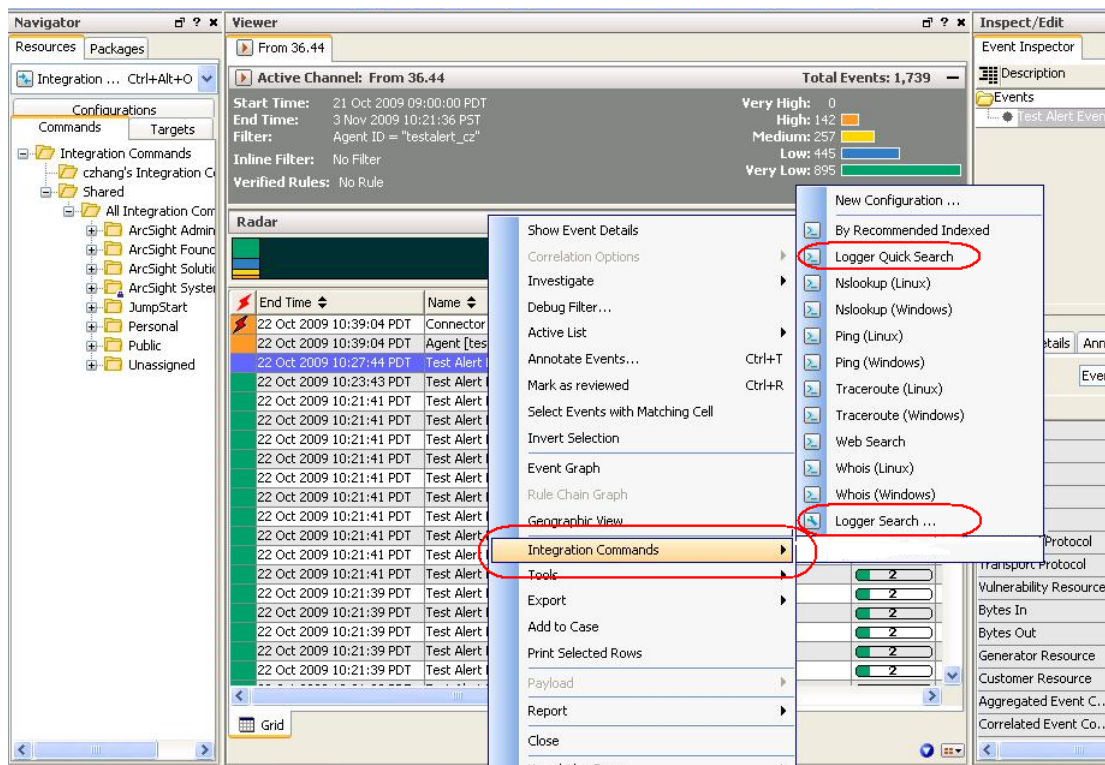 Navigator
Resources
Packages
Integration ... Ctrl+Alt+O
Configurations
Commands
Targets
Integration Commands
czhang's Integration C
Shared
All Integration Com
ArcSight Admin
ArcSight Found
ArcSight Soluti
ArcSight Syste
JumpStart
Personal
Public
Unassigned
Viewer
From 36.44
Active Channel: From 36.44
Total Events: 1,739
Start Time: 21 Oct 2009 09:00:00 PDT
End Time: 3 Nov 2009 10:21:36 PST
Filter: Agent ID = "testalert_cz"
Inline Filter: No Filter
Verified Rules: No Rule
Very High: 0
High: 142
Medium: 257
Low: 445
Very Low: 895
Radar
End Time
Name
22 Oct 2009 10:39:04 PDT Connector
22 Oct 2009 10:39:04 PDT Agent [tes
22 Oct 2009 10:27:44 PDT Test Alert
22 Oct 2009 10:23:43 PDT Test Alert
22 Oct 2009 10:21:41 PDT Test Alert
22 Oct 2009 10:21:41 PDT Test Alert
22 Oct 2009 10:21:41 PDT Test Alert
22 Oct 2009 10:21:41 PDT Test Alert
22 Oct 2009 10:21:41 PDT Test Alert
22 Oct 2009 10:21:41 PDT Test Alert
22 Oct 2009 10:21:41 PDT Test Alert
22 Oct 2009 10:21:41 PDT Test Alert
22 Oct 2009 10:21:41 PDT Test Alert
22 Oct 2009 10:21:41 PDT Test Alert 2
22 Oct 2009 10:21:39 PDT Test Alert 2
22 Oct 2009 10:21:39 PDT Test Alert 2
22 Oct 2009 10:21:39 PDT Test Alert 2
22 Oct 2009 10:21:39 PDT Test Alert 2
22 Oct 2009 10:21:39 PDT Test Alert 2
Grid
Show Event Details
Correlation Options
Investigate
Debug Filter...
Active List
Annotate Events... Ctrl+T
Mark as reviewed Ctrl+R
Select Events with Matching Cell
Invert Selection
Event Graph
Rule Chain Graph
Geographic View
Integration Commands
Tools
Export
Add to Case
Print Selected Rows
Payload
Report
Close
New Configuration ...
By Recommended Indexed
Logger Quick Search
Nslookup (Linux)
Nslookup (Windows)
Ping (Linux)
Ping (Windows)
Traceroute (Linux)
Traceroute (Windows)
Web Search
Whois (Linux)
Whois (Windows)
Logger Search ...
Inspect/Edit
Event Inspector
Description
Events
Test Alert Even
etails
Ann
Even
Protocol
Transport Protocol
Vulnerability Resource
Bytes In
Bytes Out
Generator Resource
Customer Resource
Aggregated Event C...
Correlated Event Co...